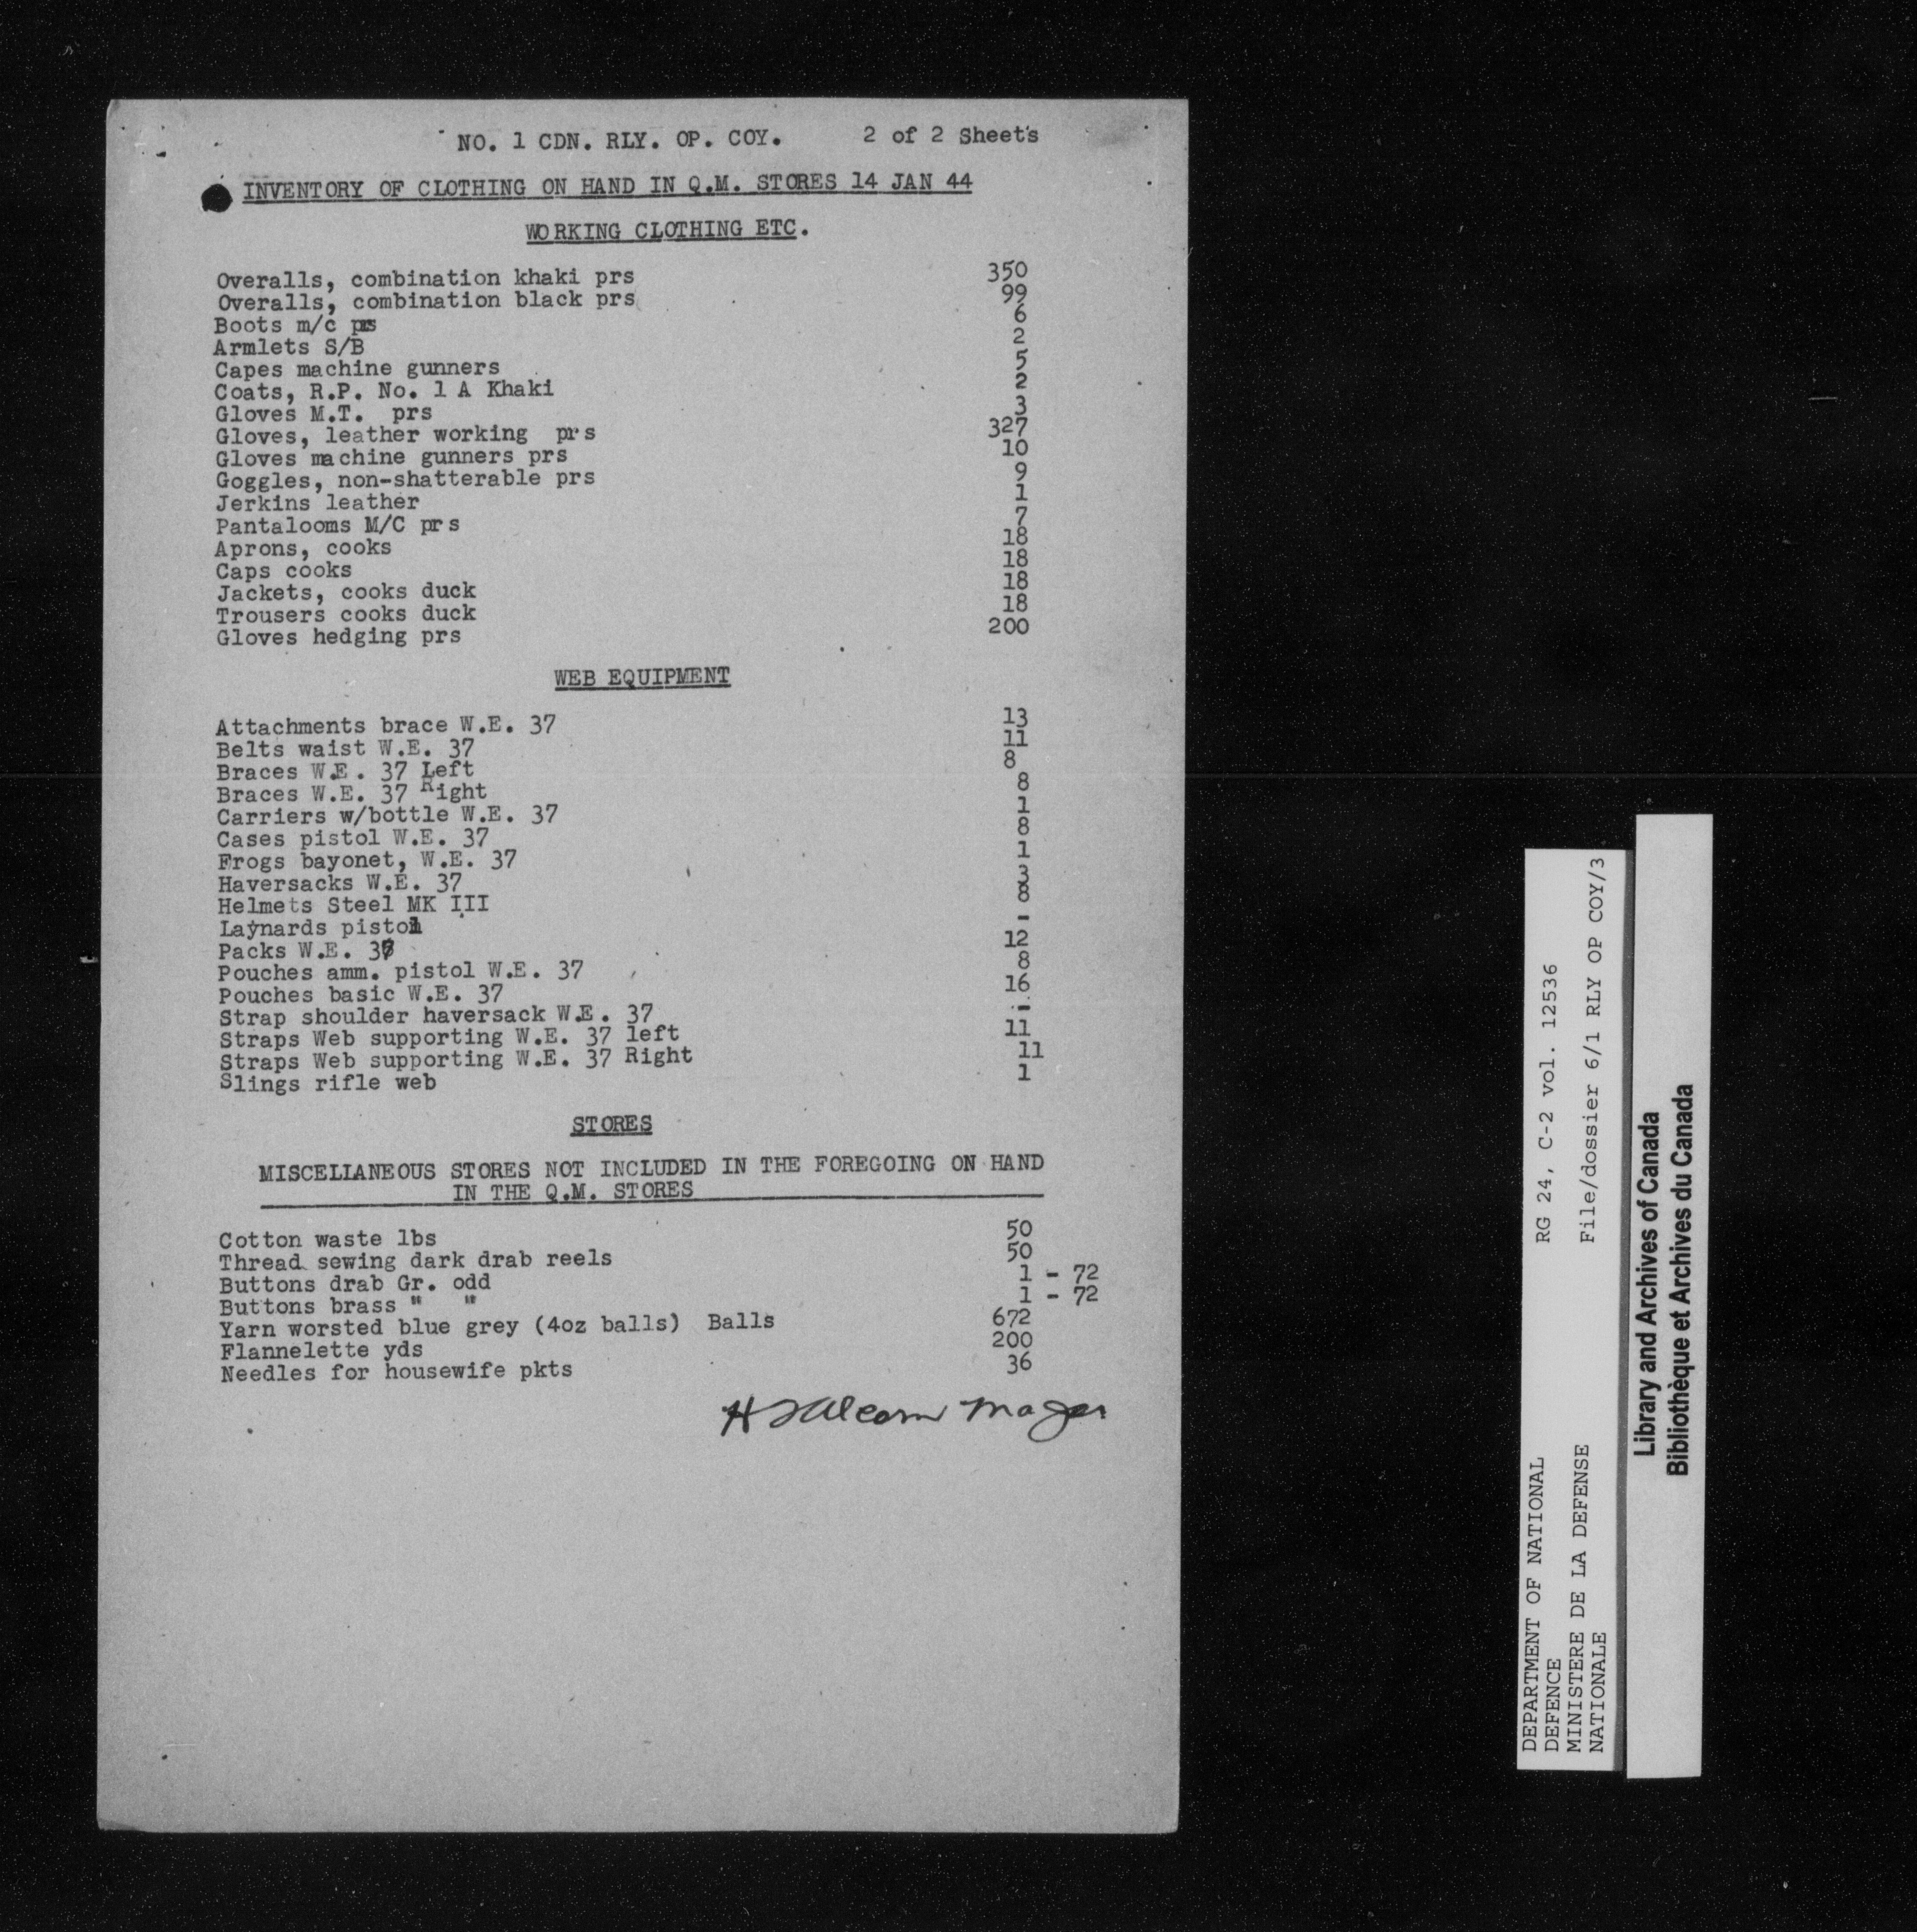 NO. 1 CDN. RLY. OP. COY. 2 of 2 Sheets
INVENTORY OF CLOTHING ON HAND IN Q.M. STORES 14 JAN 44
WORKING CLOTHING ETC.
Overalls, combination khaki prs 350
Overalls, combination black prs 99
Boots m/c prs 6
Armlets S/B 2
Capes machine gunners 5
Coats, R.P. No. 1 A Khaki 2
Gloves M.T. prs 3
Gloves, leather working prs 327
Gloves machine gunners prs 10
Goggles, non-shatterable prs 9
Jerkins leather 1
Pantalooms M/C prs 7
Aprons, cooks 18
Caps cooks 18
Jackets, cooks duck 18
Trousers cooks duck 18
Gloves hedging prs 200
WEB EQUIPMENT
Attachments brace W.E. 37 13
Belts waist W.E. 37 11
Braces W.E. 37 Left 8
Braces W.E. 37 Right 8
Carriers w/bottle W.E. 37 1
Cases pistol W.E. 37 8
Frogs bayonet, W.E. 37 1
Haversacks W.E. 37 3
Helmets Steel MK III 8
Laynards pistol -
Packs W.E. 37 12
Pouches amm. pistol W.E. 37 8
Pouches basic W.E. 37 16
Strap shoulder haversack W.E. 37 -
Straps Web supporting W.E. 37 left 11
Straps Web supporting W.E. 37 Right 11
Slings rifle web 1
STORES
MISCELLANEOUS STORES NOT INCLUDED IN THE FOREGOING ON HAND
IN THE Q.M. STORES
Cotton waste lbs 50
Thread sewing dark drab reels 50
Buttons drab Gr. odd 1 - 72
Buttons brass " " 1 - 72
Yarn worsted blue grey (4oz balls) Balls 672
Flannelette yds 200
Needles for housewife pkts 36
H Major
DEPARTMENT OF NATIONAL RG 24, C-2 vol. 12536
DEFENCE
MINISTERE DE LA DEFENSE File/dossier 6/1 RLY OP COY/3
NATIONALE
Library and Archives of Canada
Bibliothèque et Archives du Canada